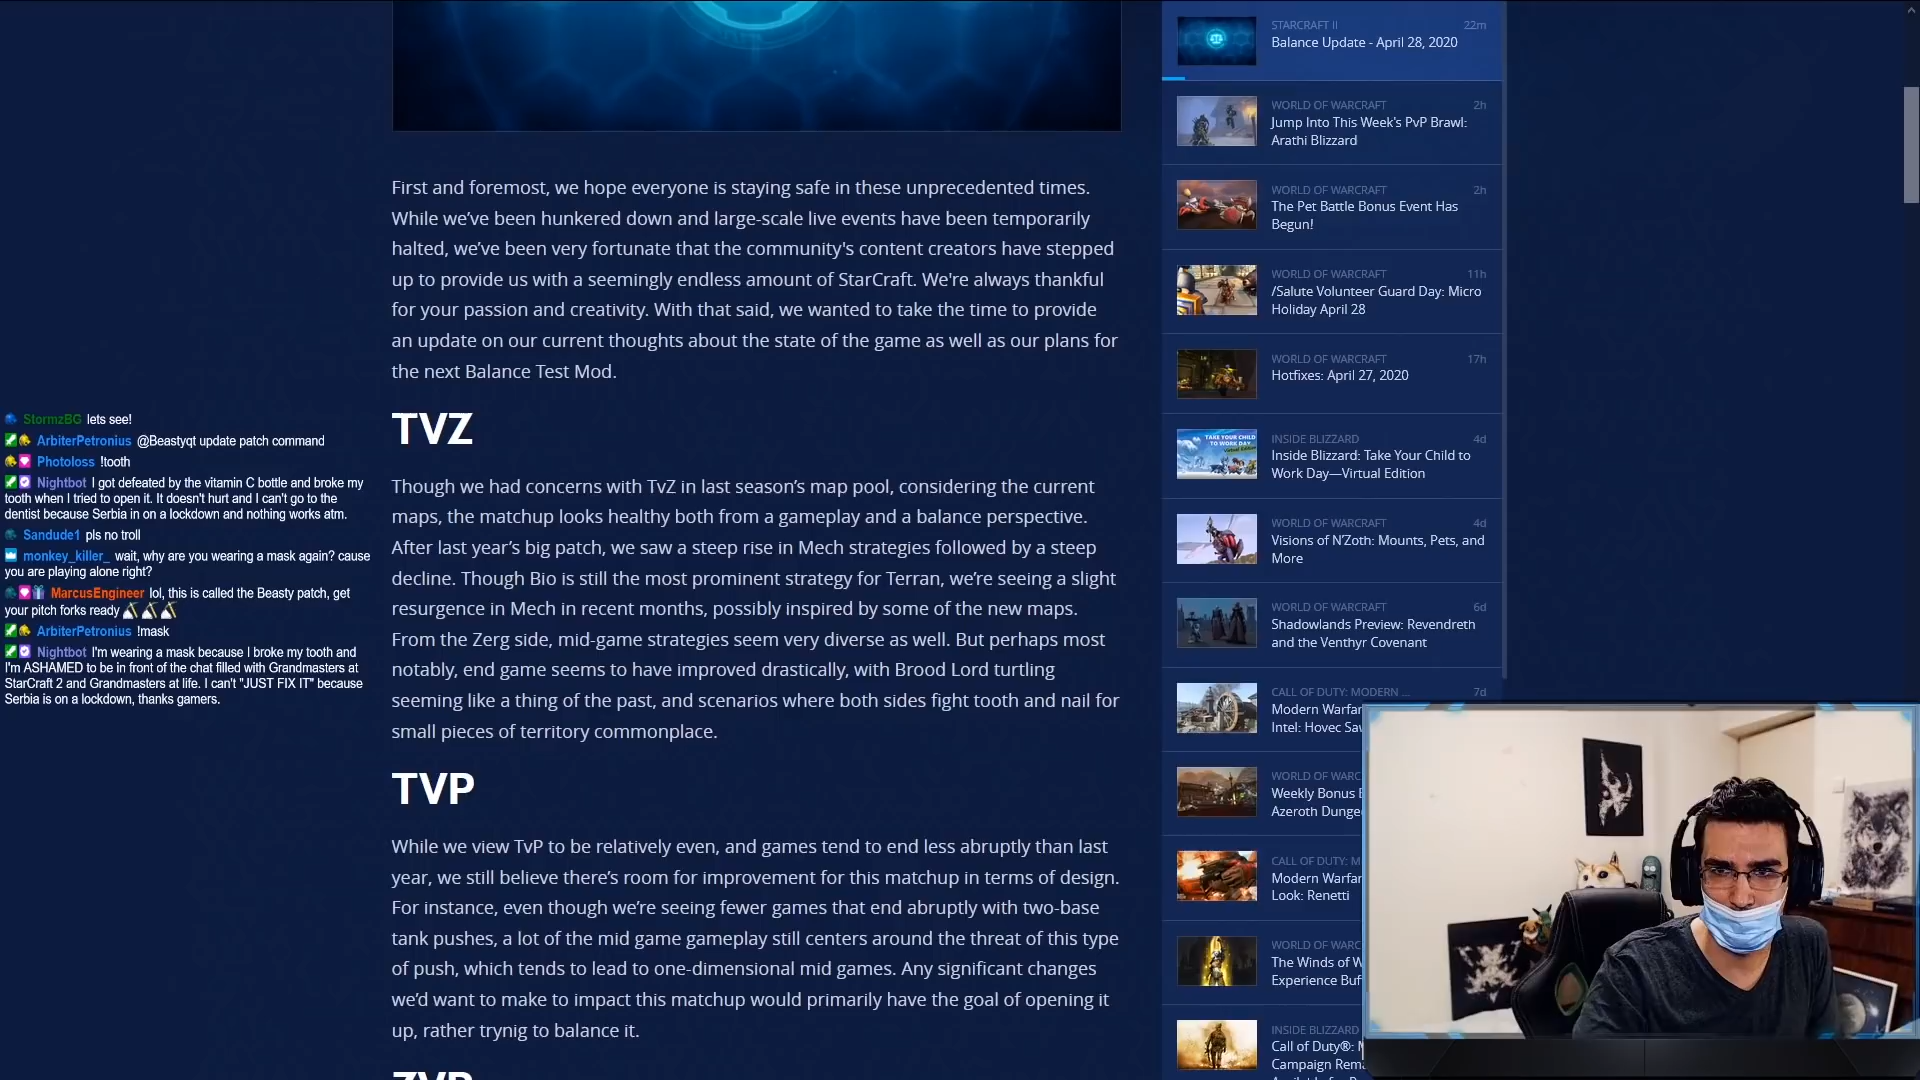 First and foremost, we hope everyone is staying safe in these unprecedented times.
While we’ve been hunkered down and large-scale live events have been temporarily
halted, we’ve been very fortunate that the community's content creators have stepped
up to provide us with a seemingly endless amount of StarCraft. We're always thankful
for your passion and creativity. With that said, we wanted to take the time to provide
an update on our current thoughts about the state of the game as well as our plans for
the next Balance Test Mod.
TVZ
Though we had concerns with TvZ in last season’s map pool, considering the current
maps, the matchup looks healthy both from a gameplay and a balance perspective.
After last year’s big patch, we saw a steep rise in Mech strategies followed by a steep
decline. Though Bio is still the most prominent strategy for Terran, we’re seeing a slight
resurgence in Mech in recent months, possibly inspired by some of the new maps.
From the Zerg side, mid-game strategies seem very diverse as well. But perhaps most
notably, end game seems to have improved drastically, with Brood Lord turtling
seeming like a thing of the past, and scenarios where both sides fight tooth and nail for
small pieces of territory commonplace.
TVP
While we view TvP to be relatively even, and games tend to end less abruptly than last
year, we still believe there’s room for improvement for this matchup in terms of design.
For instance, even though we’re seeing fewer games that end abruptly with two-base
tank pushes, a lot of the mid game gameplay still centers around the threat of this type
of push, which tends to lead to one-dimensional mid games. Any significant changes
we’d want to make to impact this matchup would primarily have the goal of opening it
up, rather trynig to balance it.
ZVP
StormzBG lets see!
ArbiterPetronius @Beastyqt update patch command
Photoloss !tooth
Nightbot I got defeated by the vitamin C bottle and broke my
tooth when I tried to open it. It doesn't hurt and I can't go to the
dentist because Serbia in on a lockdown and nothing works atm.
Sandude1 pls no troll
monkey_killer_ wait, why are you wearing a mask again? cause
you are playing alone right?
MarcusEngineer lol, this is called the Beasty patch, get
your pitch forks ready
ArbiterPetronius !mask
Nightbot I'm wearing a mask because I broke my tooth and
I'm ASHAMED to be in front of the chat filled with Grandmasters at
StarCraft 2 and Grandmasters at life. I can't "JUST FIX IT" because
Serbia is on a lockdown, thanks gamers.
STARCRAFT II 22m
Balance Update - April 28, 2020
WORLD OF WARCRAFT 2h
Jump Into This Week's PvP Brawl:
Arathi Blizzard
WORLD OF WARCRAFT 2h
The Pet Battle Bonus Event Has
Begun!
WORLD OF WARCRAFT 11h
/Salute Volunteer Guard Day: Micro
Holiday April 28
WORLD OF WARCRAFT 17h
Hotfixes: April 27, 2020
TAKE YOUR CHILD
TO WORK DAY
Virtual Edition
INSIDE BLIZZARD 4d
Inside Blizzard: Take Your Child to
Work Day—Virtual Edition
WORLD OF WARCRAFT 4d
Visions of N’Zoth: Mounts, Pets, and
More
WORLD OF WARCRAFT 6d
Shadowlands Preview: Revendreth
and the Venthyr Covenant
CALL OF DUTY: MODERN ... 7d
Modern Warfar
Intel: Hovec Sav
WORLD OF WARC
Weekly Bonus E
Azeroth Dunge
CALL OF DUTY: M
Modern Warfar
Look: Renetti
WORLD OF WARC
The Winds of W
Experience Buf
INSIDE BLIZZARD
Call of Duty®: M
Campaign Rema